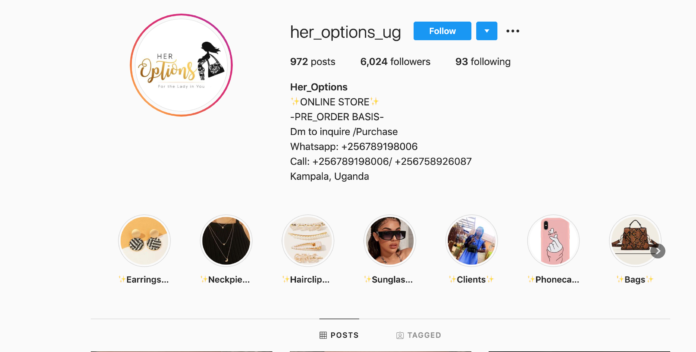 HER
Options
For the Lady in You
her_options_ug
Follow
972 posts 6,024 followers 93 following
Her_Options
✨ONLINE STORE✨
-PRE_ORDER BASIS-
Dm to inquire /Purchase
Whatsapp: +256789198006
Call: +256789198006/ +256758926087
Kampala, Uganda
✨Earrings... ✨Neckpie... ✨Hairclip... ✨Sunglas... ✨Clients✨ ✨Phoneca... ✨Bags✨
POSTS TAGGED